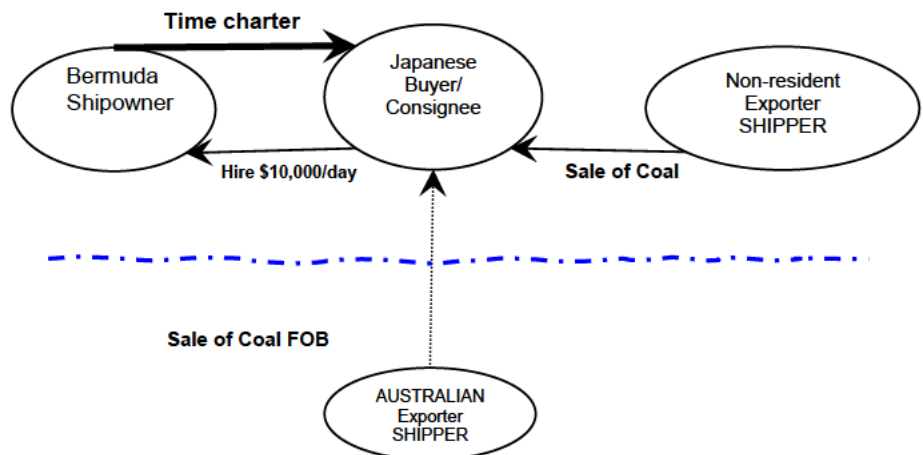 Time charter
Bermuda
Shipowner
Japanese
Buyer/
Consignee
Non-resident
Exporter
SHIPPER
Hire $10,000/day
Sale of Coal
Sale of Coal FOB
AUSTRALIAN
Exporter
SHIPPER